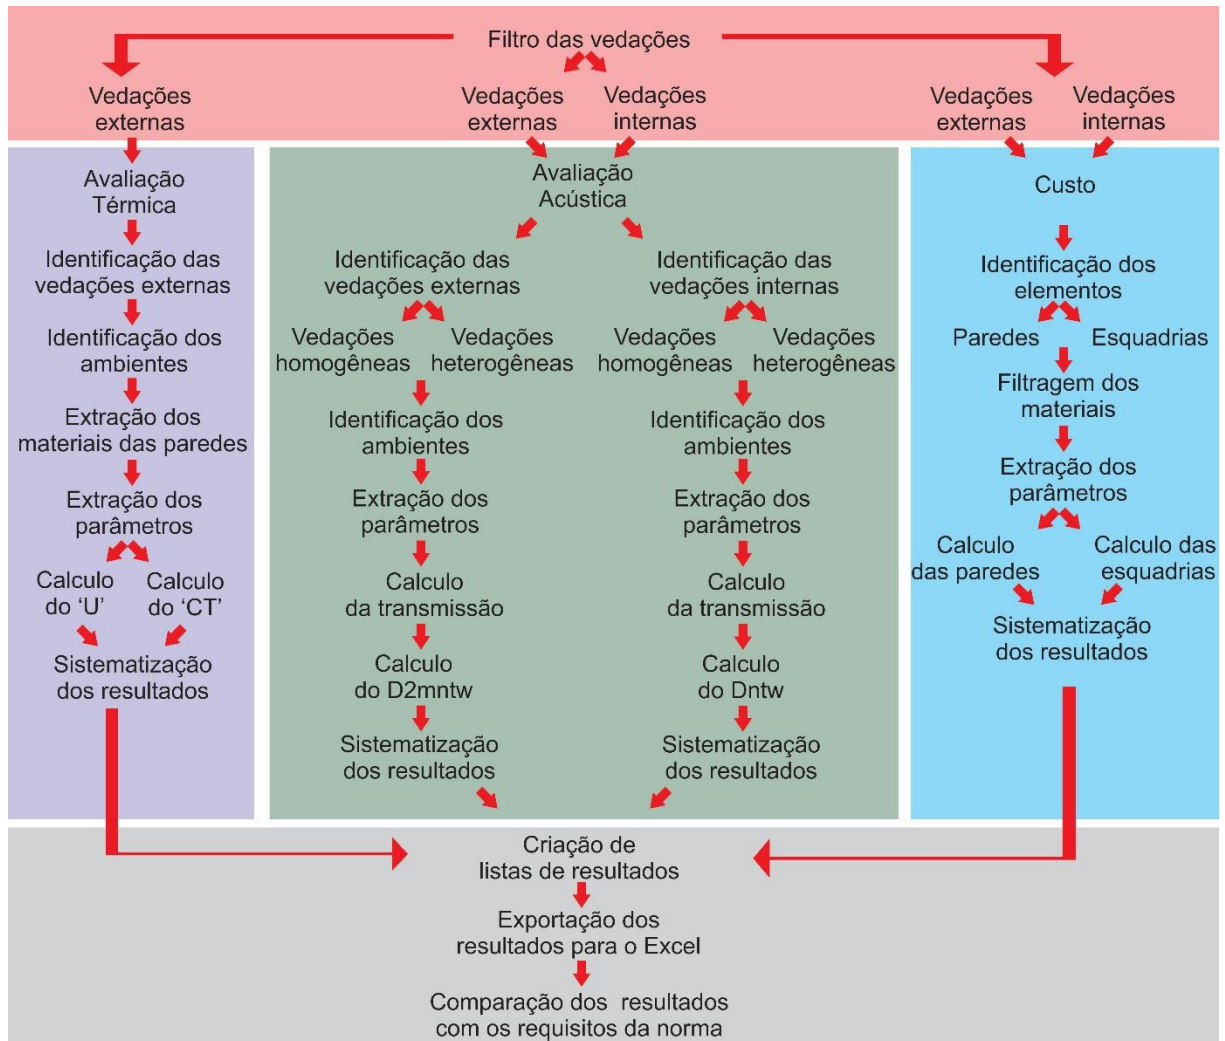 Filtro das vedações
Vedações
externas
Vedações
externas
Vedações
internas
Vedações
externas
Vedações
internas
Avaliação
Térmica
Identificação das
vedações externas
Identificação dos
ambientes
Extração dos
materiais das paredes
Extração dos
parâmetros
Calculo
do ‘U’
Calculo
do ‘CT’
Sistematização
dos resultados
Avaliação
Acústica
Identificação das
vedações externas
Vedações
homogêneas
Vedações
heterogêneas
Identificação dos
ambientes
Extração dos
parâmetros
Calculo
da transmissão
Calculo
do D2mntw
Sistematização
dos resultados
Identificação das
vedações internas
Vedações
homogêneas
Vedações
heterogêneas
Identificação dos
ambientes
Extração dos
parâmetros
Calculo
da transmissão
Calculo
do Dntw
Sistematização
dos resultados
Custo
Identificação dos
elementos
Paredes
Esquadrias
Filtragem dos
materiais
Extração dos
parâmetros
Calculo
das paredes
Calculo das
esquadrias
Sistematização
dos resultados
Criação de
listas de resultados
Exportação dos
resultados para o Excel
Comparação dos resultados
com os requisitos da norma